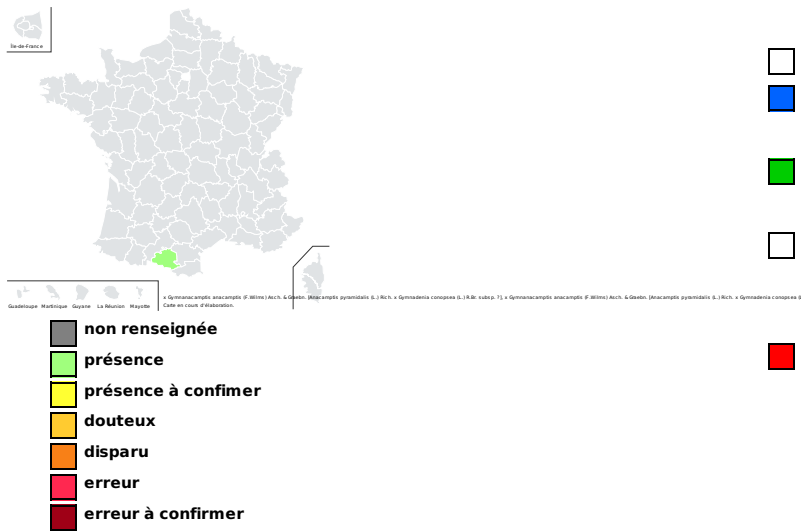 Île-de-France
Guadeloupe Martinique Guyane La Réunion Mayotte
x Gymnanacamptis anacamptis (F.Wilms) Asch. & Graebn. [Anacamptis pyramidalis (L.) Rich. x Gymnadenia conopsea (L.) R.Br. subsp. ?], x Gymnanacamptis anacamptis (F.Wilms) Asch. & Graebn. [Anacamptis pyramidalis (L.) Rich. x Gymnadenia conopsea (L
Carte en cours d'élaboration.
non renseignée
présence
présence à confimer
douteux
disparu
erreur
erreur à confirmer